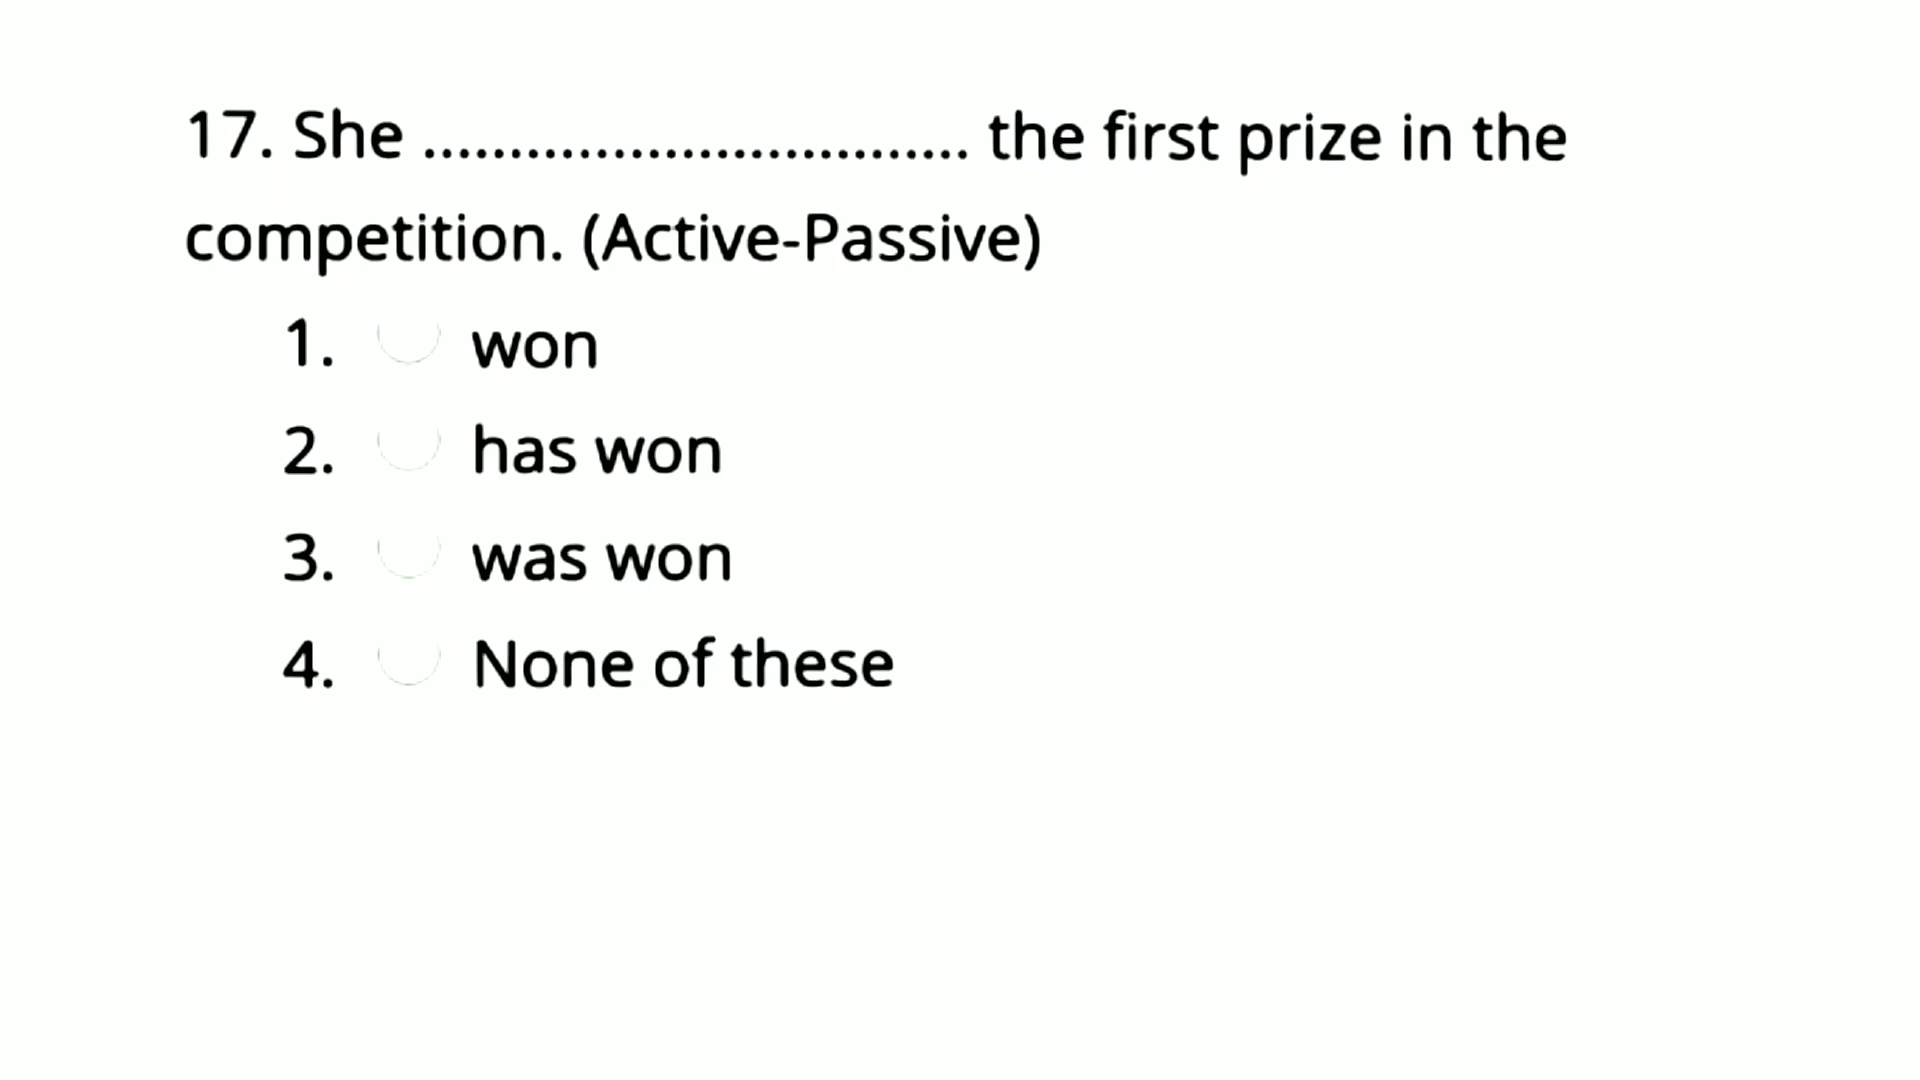 17. She ................................ the first prize in the
competition. (Active-Passive)
1. won
2. has won
3. was won
4. None of these